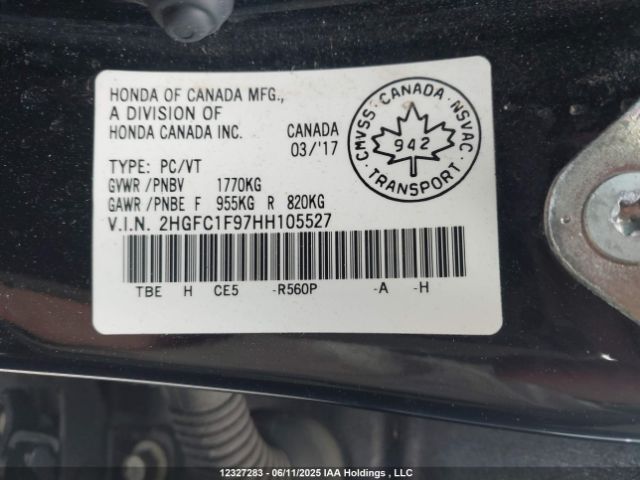 HONDA OF CANADA MFG.,
A DIVISION OF
HONDA CANADA INC.
CANADA
03/'17
TYPE: PC/VT
GVWR /PNBV 1770KG
GAWR /PNBE F 955KG R 820KG
V.I.N. 2HGFC1F97HH105527
TBE H CE5 -R560P -A -H
CMVSS · CANADA · NSVAC
942
· TRANSPORT ·
12327283 - 06/11/2025 IAA Holdings , LLC